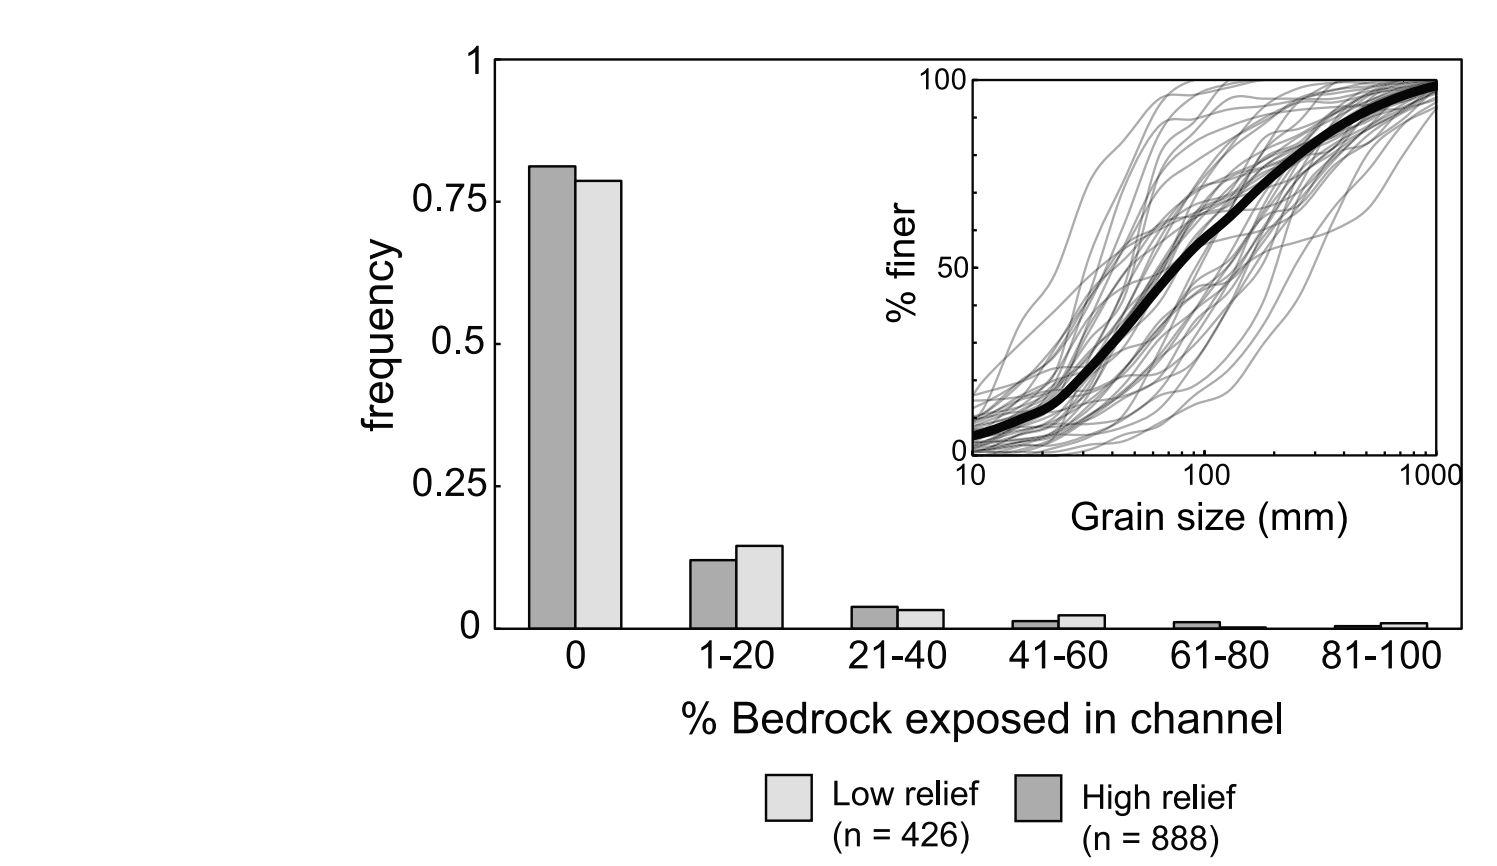 1
0.75
0.5
0.25
0
frequency
100
50
0
% finer
10 100 1000
Grain size (mm)
0 1-20 21-40 41-60 61-80 81-100
% Bedrock exposed in channel
Low relief
(n = 426)
High relief
(n = 888)